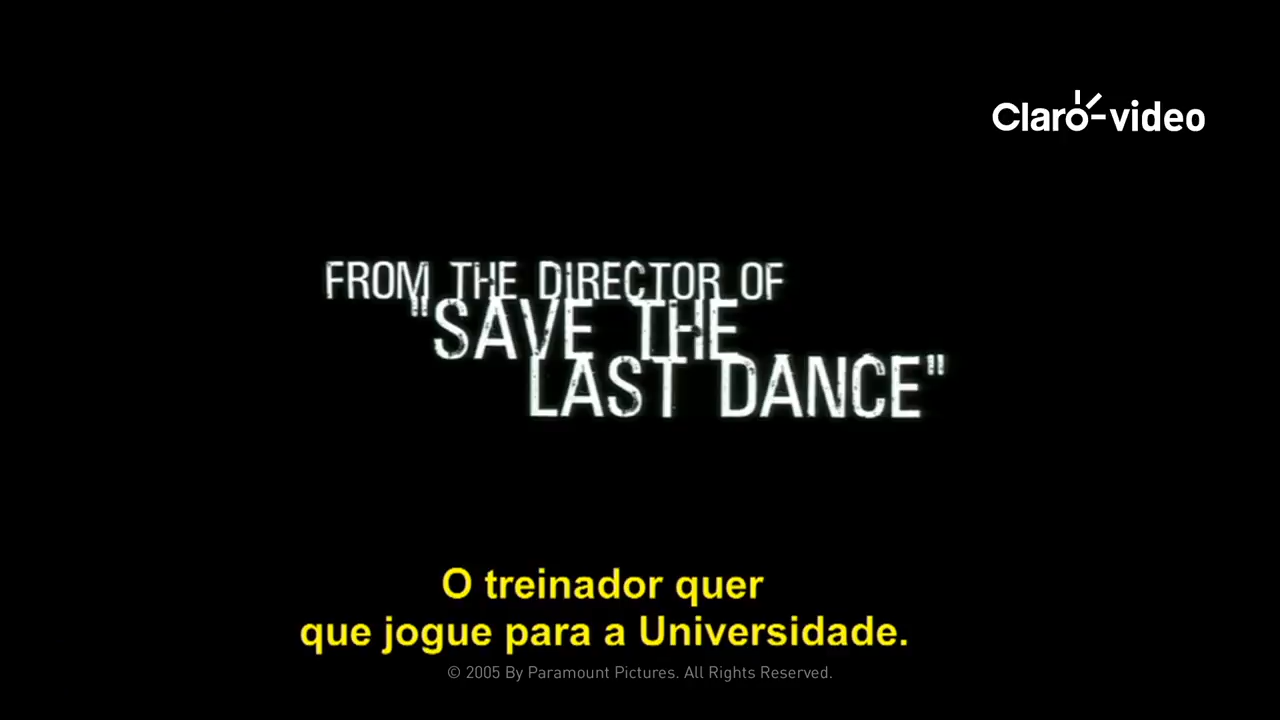 Claro-video
FROM THE DIRECTOR OF
"SAVE THE
LAST DANCE"
O treinador quer
que jogue para a Universidade.
© 2005 By Paramount Pictures. All Rights Reserved.